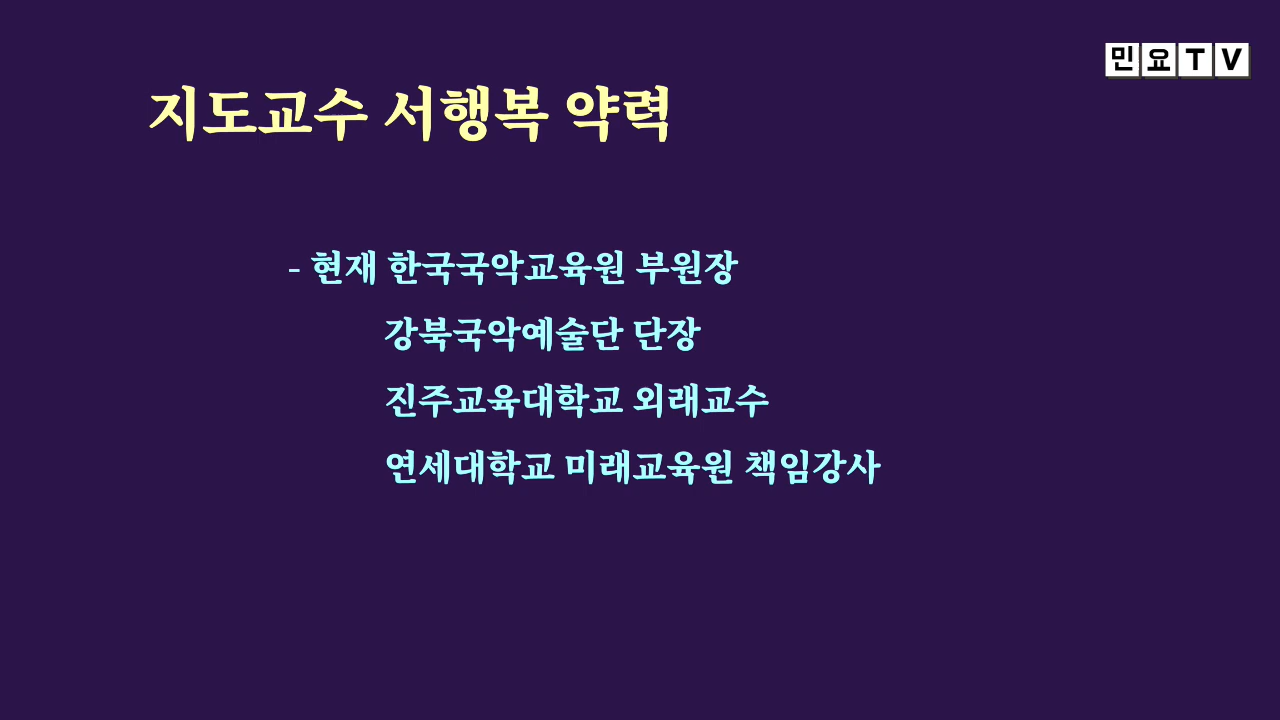 민요TV
지도교수 서행복 약력
- 현재 한국국악교육원 부원장
강북국악예술단 단장
진주교육대학교 외래교수
연세대학교 미래교육원 책임강사